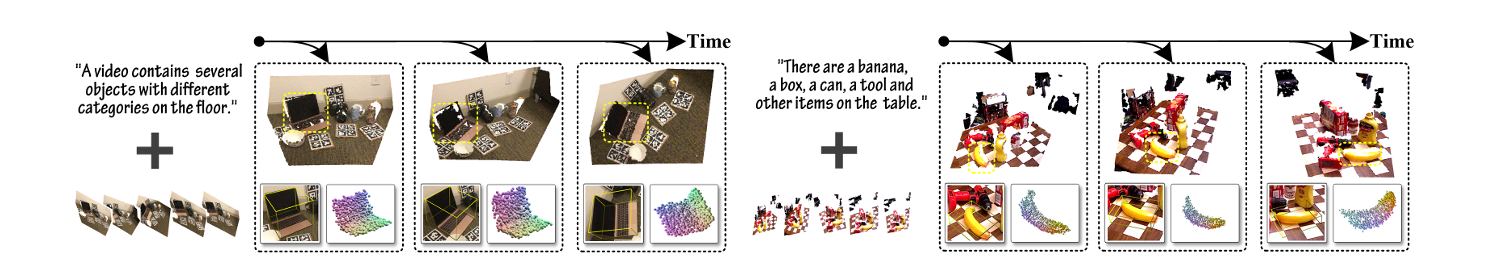 Time
"A video contains several
objects with different
categories on the floor."
Time
"There are a banana,
a box, a can, a tool and
other items on the table."